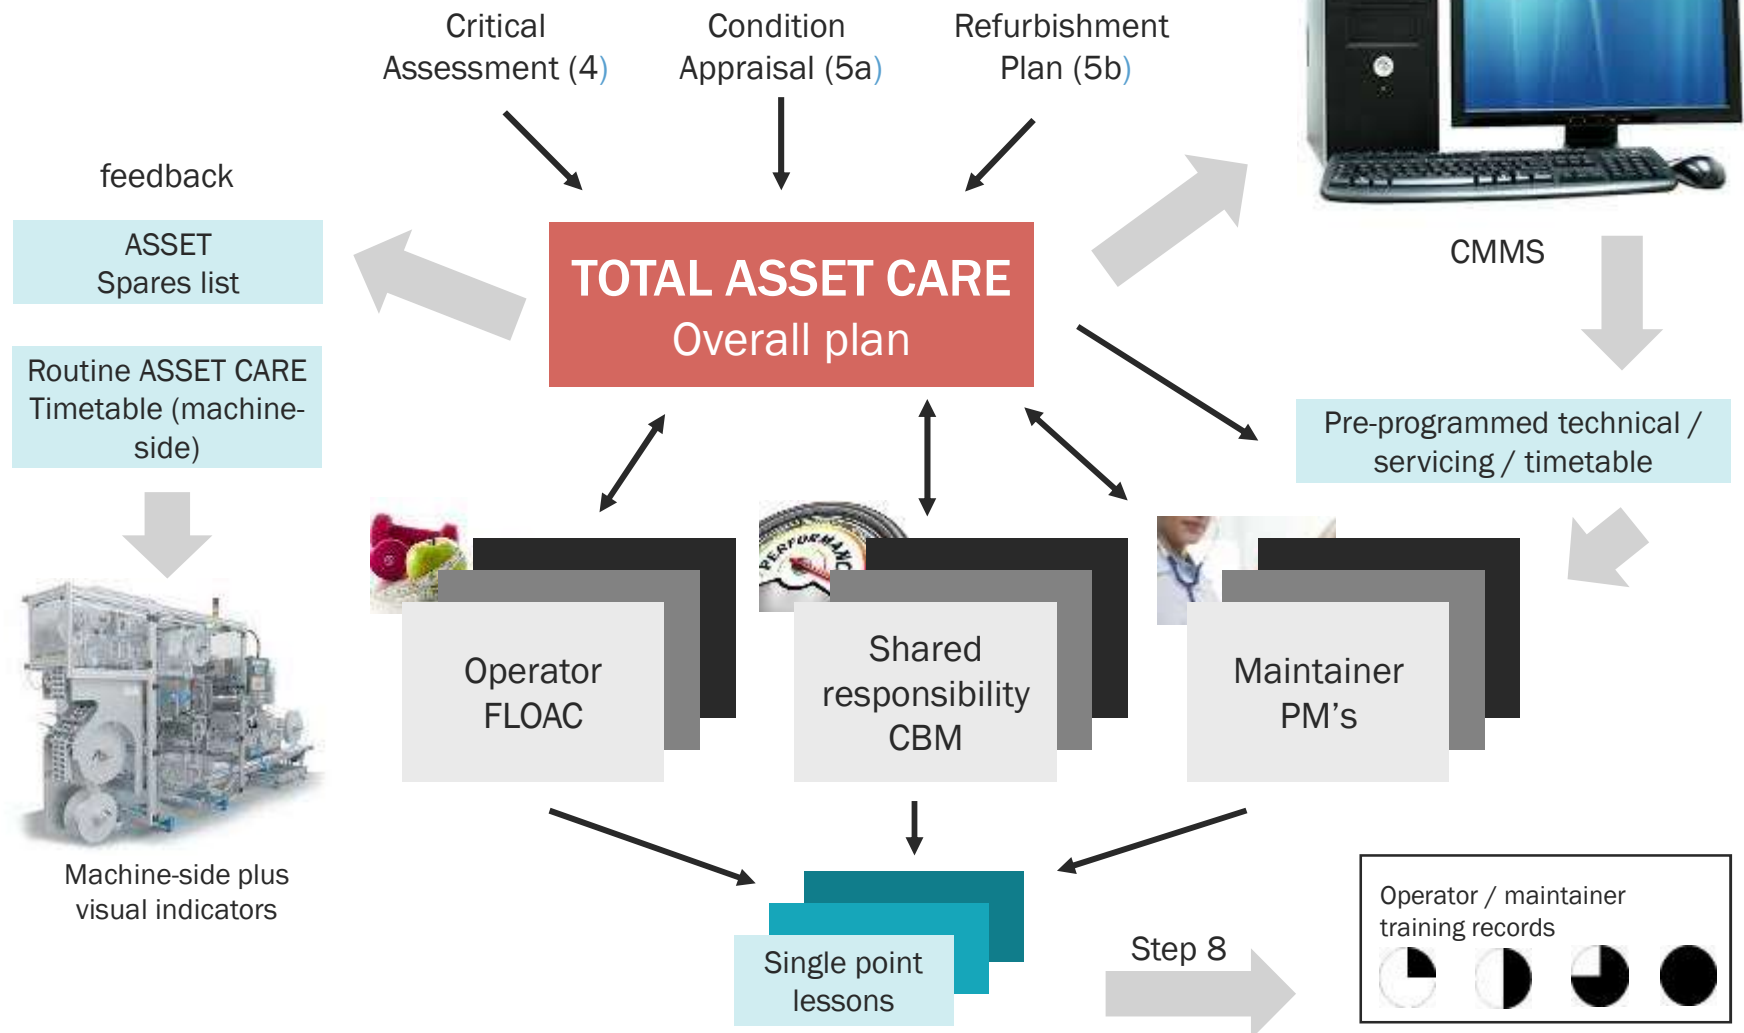 Critical
Assessment (4)
Condition
Appraisal (5a)
Refurbishment
Plan (5b)
feedback
ASSET
Spares list
TOTAL ASSET CARE
Overall plan
CMMS
Routine ASSET CARE
Timetable (machine-
side)
Pre-programmed technical /
servicing / timetable
PERFORMANC
Operator
FLOAC
Shared
responsibility
CBM
Maintainer
PM's
Machine-side plus
visual indicators
Single point
lessons
Step 8
Operator / maintainer
training records